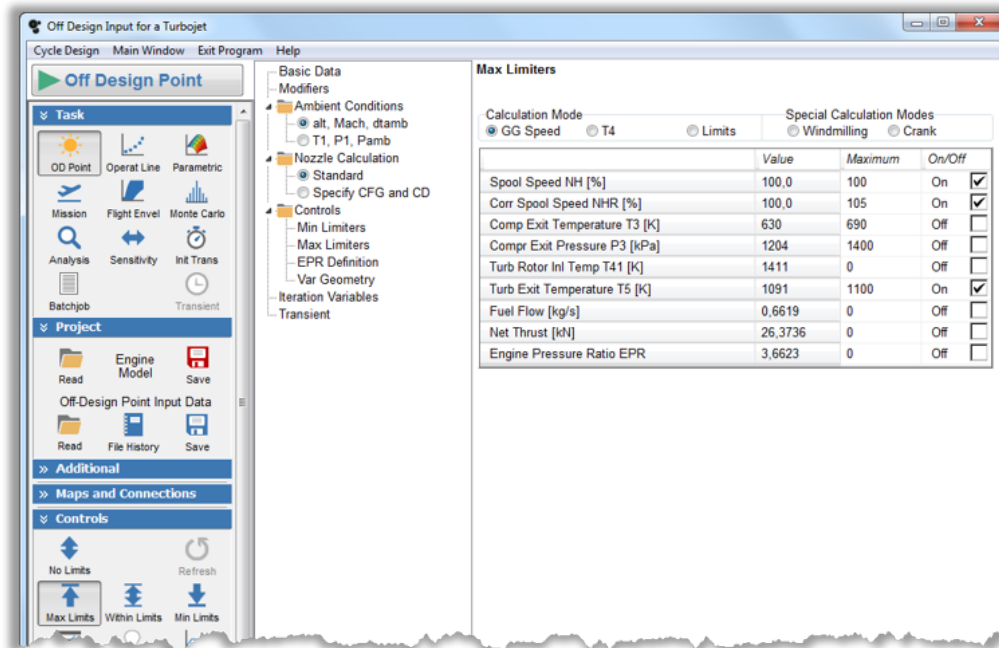 Off Design Input for a Turbojet
Cycle Design Main Window Exit Program Help
Off Design Point
Task
OD Point Operat Line Parametric
Mission Flight Envel Monte Carlo
Analysis Sensitivity Init Trans
Batchjob Transient
Project
Read Engine Model Save
Off-Design Point Input Data
Read File History Save
Additional
Maps and Connections
Controls
No Limits Refresh
Max Limits Within Limits Min Limits
Basic Data
Modifiers
Ambient Conditions
alt, Mach, dtamb
T1, P1, Pamb
Nozzle Calculation
Standard
Specify CFG and CD
Controls
Min Limiters
Max Limiters
EPR Definition
Var Geometry
Iteration Variables
Transient
Max Limiters
Calculation Mode Special Calculation Modes
GG Speed T4 Limits Windmilling Crank
Value Maximum On/Off
Spool Speed NH [%] 100,0 100 On
Corr Spool Speed NHR [%] 100,0 105 On
Comp Exit Temperature T3 [K] 630 690 Off
Compr Exit Pressure P3 [kPa] 1204 1400 Off
Turb Rotor Inl Temp T41 [K] 1411 0 Off
Turb Exit Temperature T5 [K] 1091 1100 On
Fuel Flow [kg/s] 0,6619 0 Off
Net Thrust [kN] 26,3736 0 Off
Engine Pressure Ratio EPR 3,6623 0 Off